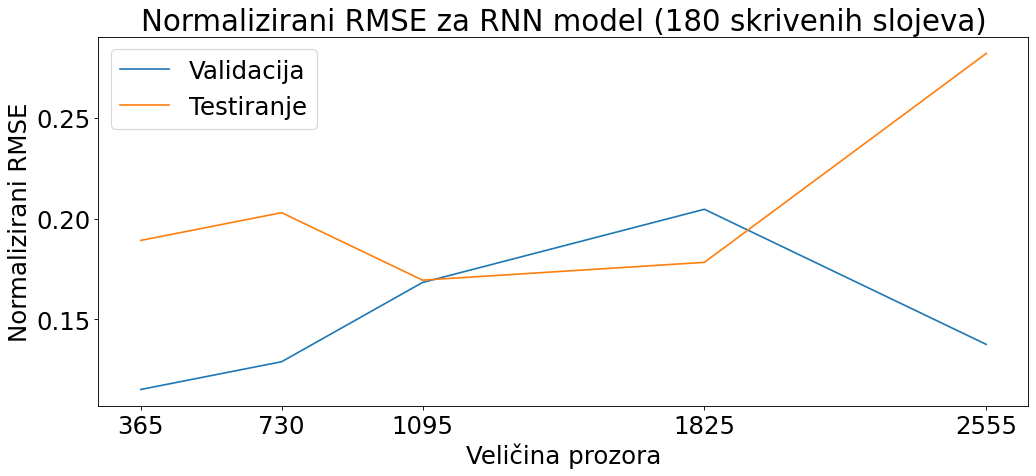 Normalizirani RMSE za RNN model (180 skrivenih slojeva)
Validacija
Testiranje
Normalizirani RMSE
0.25
0.20
0.15
365 730 1095 1825 2555
Veličina prozora